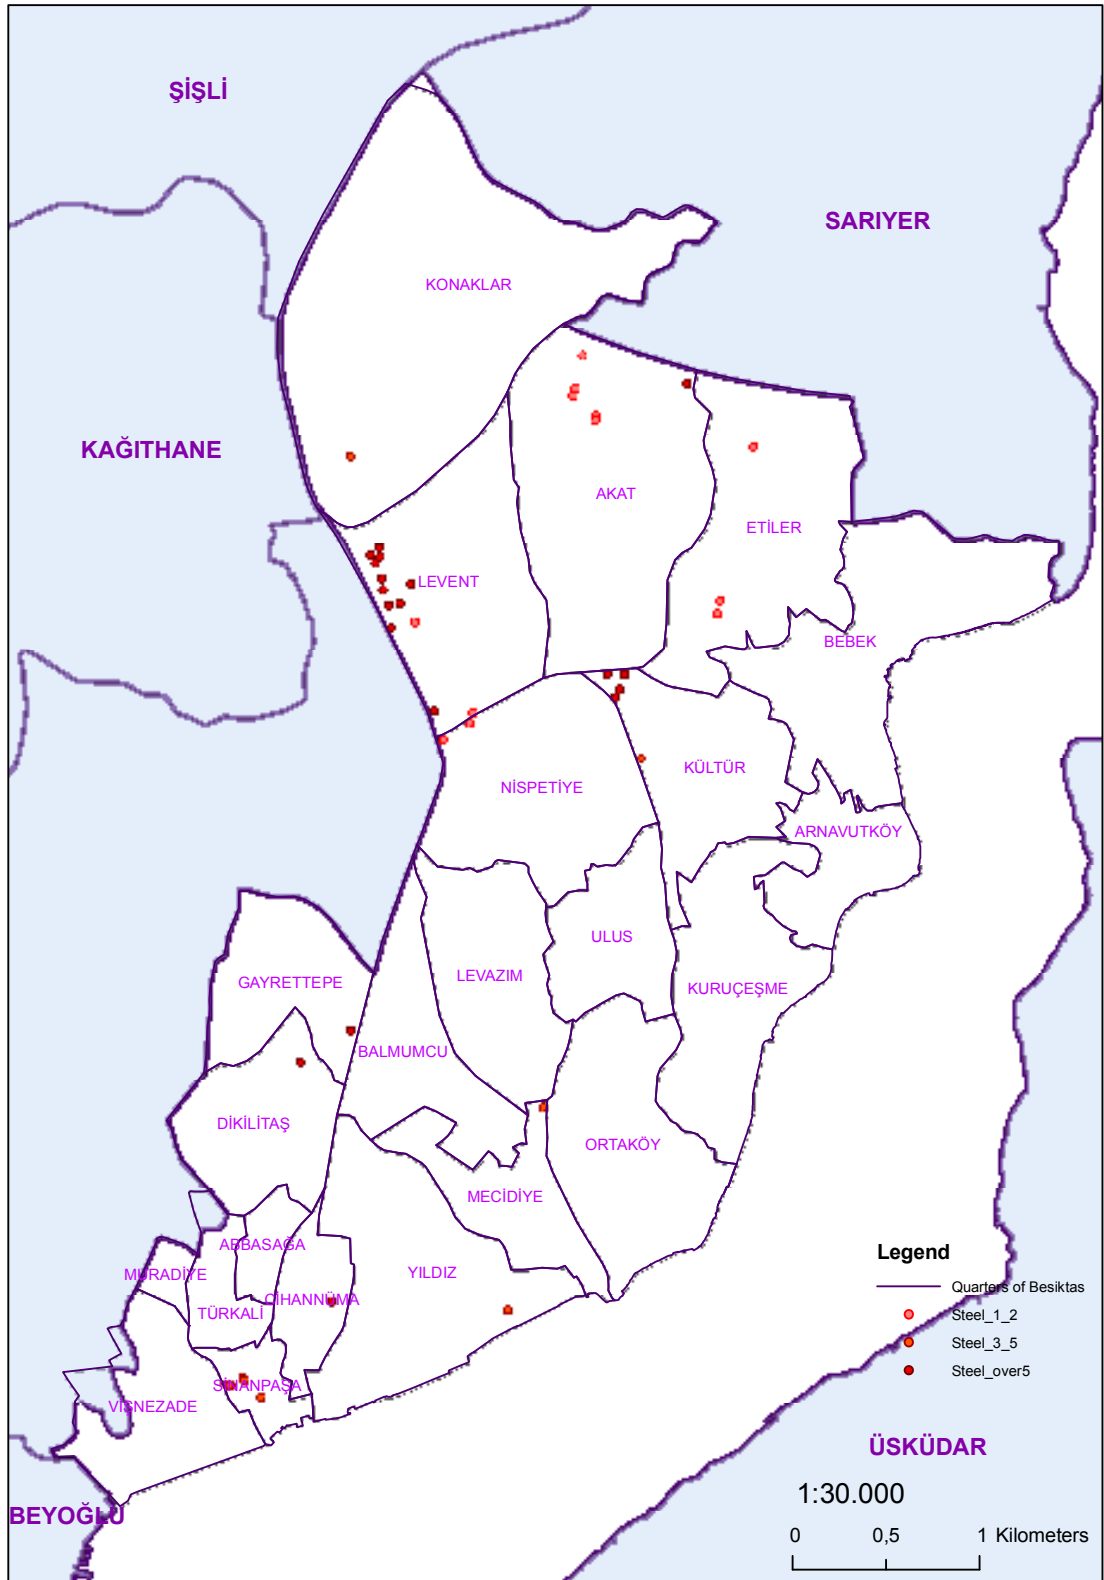 ŞİŞLİ
SARIYER
KONAKLAR
KAĞITHANE
AKAT
ETİLER
LEVENT
BEBEK
KÜLTÜR
NİSPETİYE
ARNAVUTKÖY
ULUS
LEVAZIM
GAYRETTEPE
KURUÇEŞME
BALMUMCU
DİKİLİTAŞ
ORTAKÖY
MECİDİYE
ABBASAĞA
MURADİYE
YILDIZ
CİHANNÜMA
TÜRKALİ
SİNANPAŞA
VİŞNEZADE
Legend
Quarters of Besiktas
Steel_1_2
Steel_3_5
Steel_over5
ÜSKÜDAR
BEYOĞLU
1:30.000
0 0,5 1 Kilometers